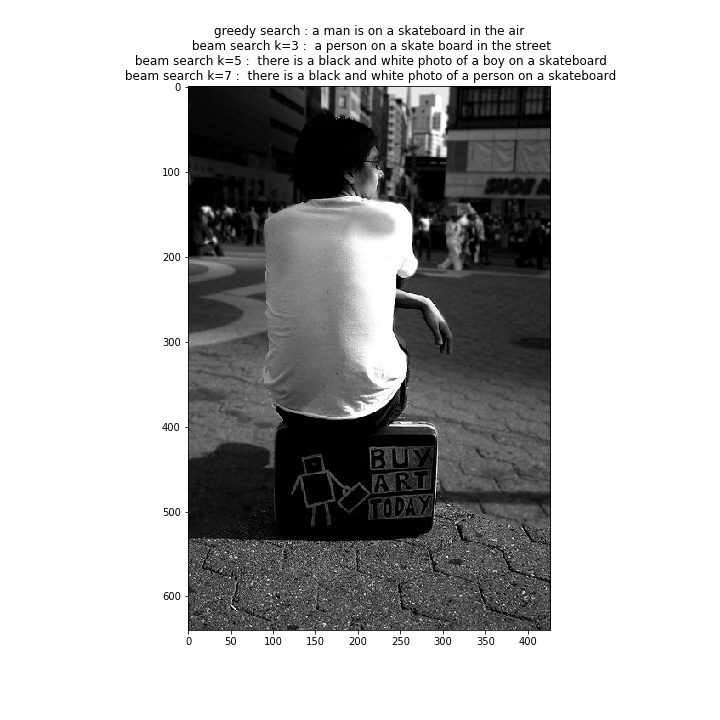 greedy search : a man is on a skateboard in the air
beam search k=3 :  a person on a skate board in the street
beam search k=5 :  there is a black and white photo of a boy on a skateboard
beam search k=7 :  there is a black and white photo of a person on a skateboard
0
100
200
300
400
500
600
SHOE
BUY
ART
TODAY
0 50 100 150 200 250 300 350 400